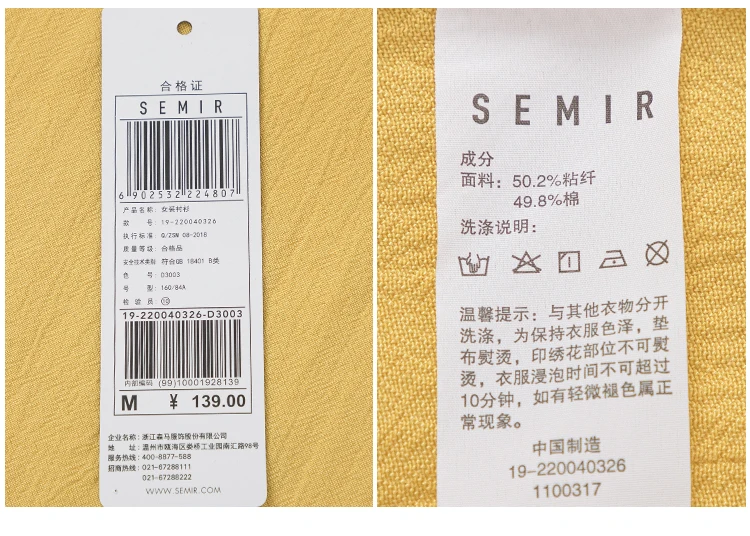 合格证
SEMIR
6 902532 224807
产品名称: 女装衬衫
款 号: 19-220040326
执行标准: Q/ZSM 08-2018
质量等级: 合格品
安全技术类别 符合GB 18401 B类
色 号: D3003
号 型: 160/84A
检 验 员: 10
19-220040326-D3003
内部编码 (99)10001928139
M ¥ 139.00
企业名称: 浙江森马服饰股份有限公司
地 址: 温州市瓯海区娄桥工业园南汇路98号
服务热线: 400-8877-588
招商热线: 021-67288111
021-67288222
WWW.SEMIR.COM
SEMIR
成分
面料: 50.2%粘纤
49.8%棉
洗涤说明:
温馨提示: 与其他衣物分开
洗涤, 为保持衣服色泽, 垫
布熨烫, 印绣花部位不可熨
烫, 衣服浸泡时间不可超过
10分钟, 如有轻微褪色属正
常现象。
中国制造
19-220040326
1100317